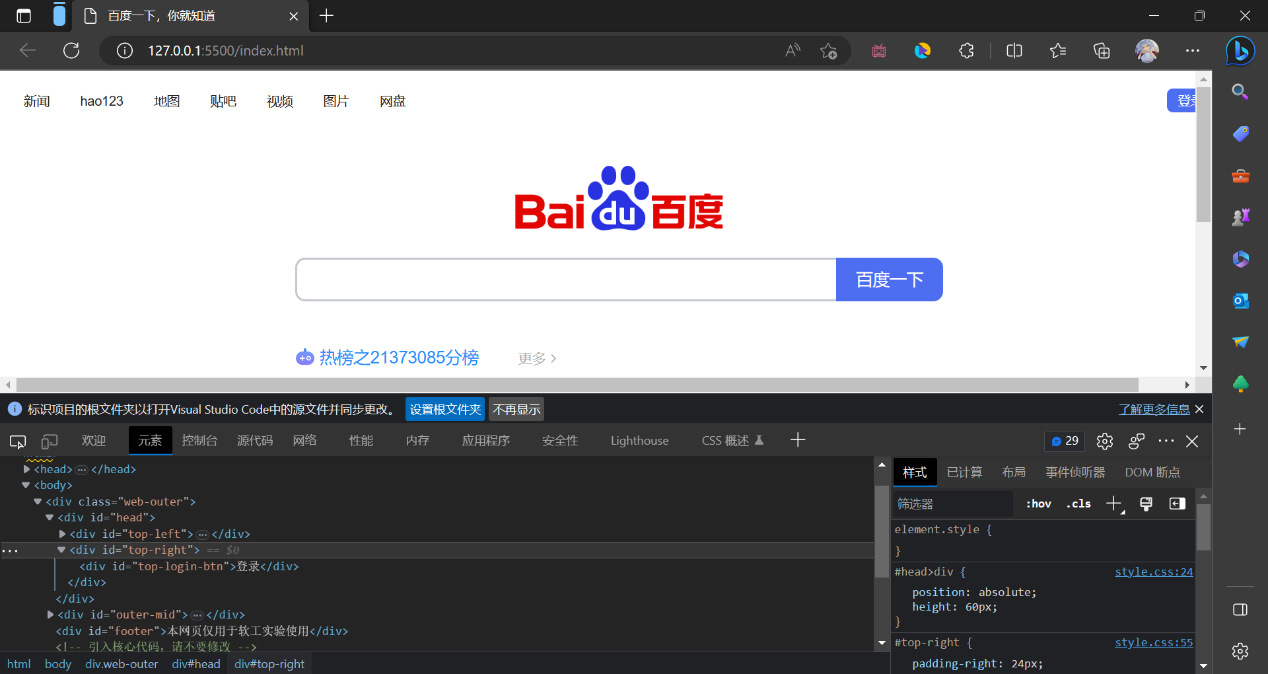 百度一下，你就知道
127.0.0.1:5500/index.html
新闻 hao123 地图 贴吧 视频 图片 网盘
Bai du 百度
百度一下
热榜之21373085分榜 更多 >
标识项目的根文件夹以打开Visual Studio Code中的源文件并同步更改。 设置根文件夹 不再显示 了解更多信息
欢迎 元素 控制台 源代码 网络 性能 内存 应用程序 安全性 Lighthouse CSS 概述 29
<head> ⋯ </head>
<body>
<div class="web-outer">
<div id="head">
<div id="top-left"> ⋯ </div>
<div id="top-right"> == $0
<div id="top-login-btn">登录</div>
</div>
</div>
<div id="outer-mid"> ⋯ </div>
<div id="footer">本网页仅用于软工实验使用</div>
<!-- 引入核心代码，请不要修改 -->
html body div.web-outer div#head div#top-right
样式 已计算 布局 事件侦听器 DOM 断点
筛选器 :hov .cls
element.style {
}
#head>div { style.css:24
position: absolute;
height: 60px;
}
#top-right { style.css:55
padding-right: 24px;